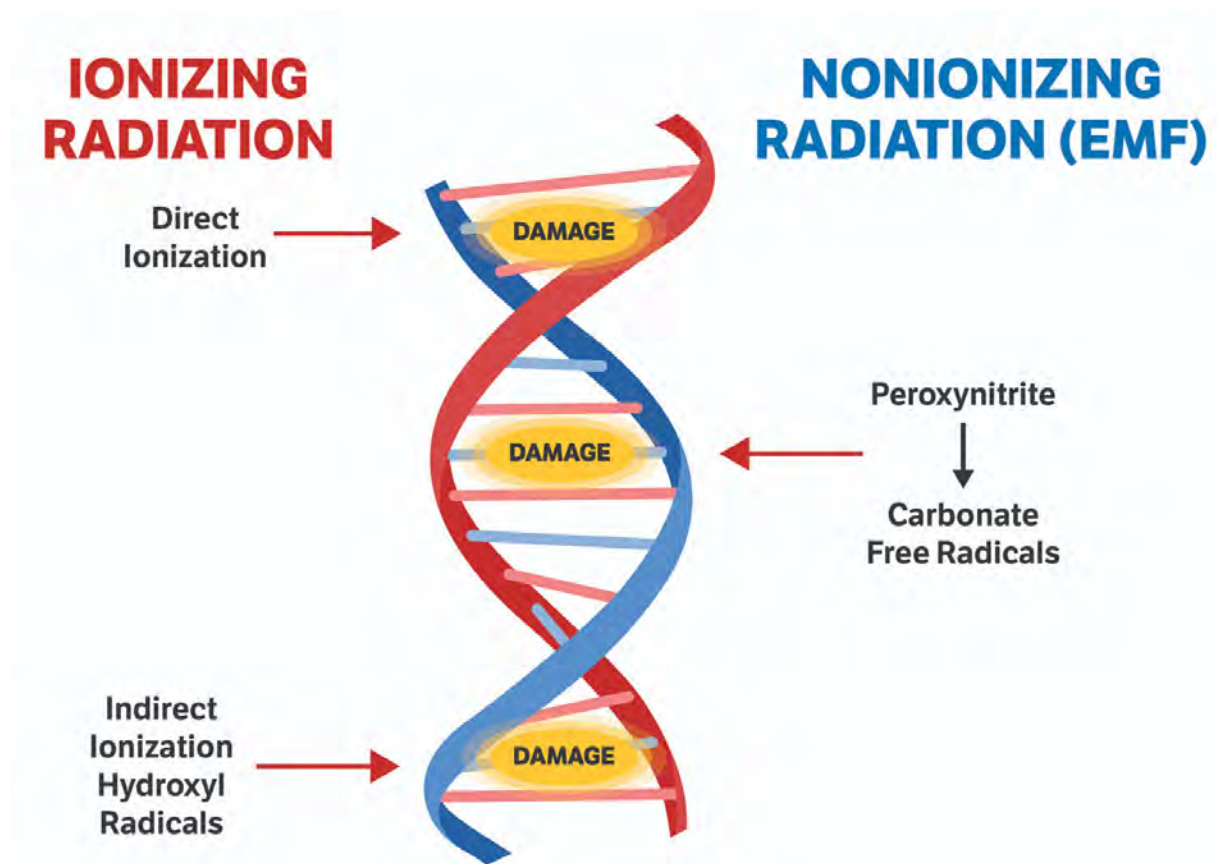 IONIZING
RADIATION
NONIONIZING
RADIATION (EMF)
Direct
Ionization
DAMAGE
Peroxynitrite
DAMAGE
Carbonate
Free Radicals
Indirect
Ionization
Hydroxyl
Radicals
DAMAGE